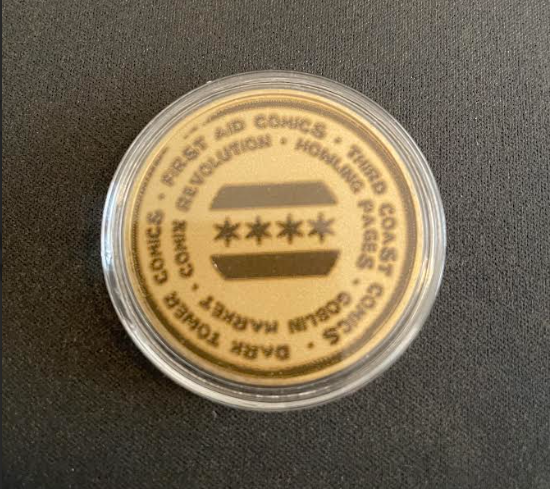 FIRST AID COMICS · THIRD COAST COMICS · DARK TOWER COMICS ·
COMIX REVOLUTION · HOWLING PAGES · GOBLIN MARKET ·